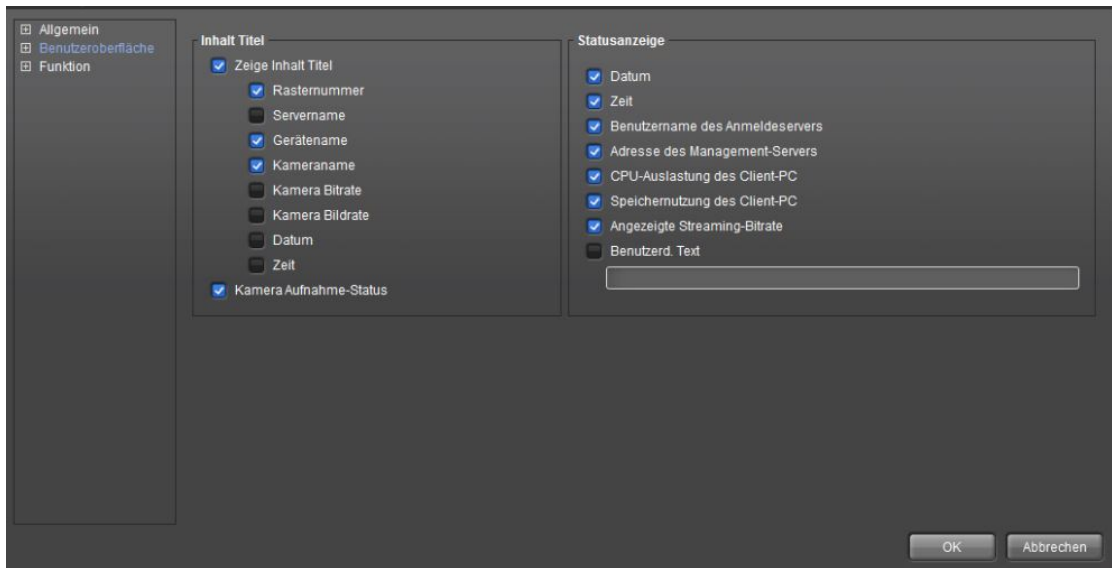 Allgemein
Benutzeroberfläche
Funktion
Inhalt Titel
Zeige Inhalt Titel
Rasternummer
Servername
Gerätename
Kameraname
Kamera Bitrate
Kamera Bildrate
Datum
Zeit
Kamera Aufnahme-Status
Statusanzeige
Datum
Zeit
Benutzername des Anmeldeservers
Adresse des Management-Servers
CPU-Auslastung des Client-PC
Speichernutzung des Client-PC
Angezeigte Streaming-Bitrate
Benutzerd. Text
OK
Abbrechen